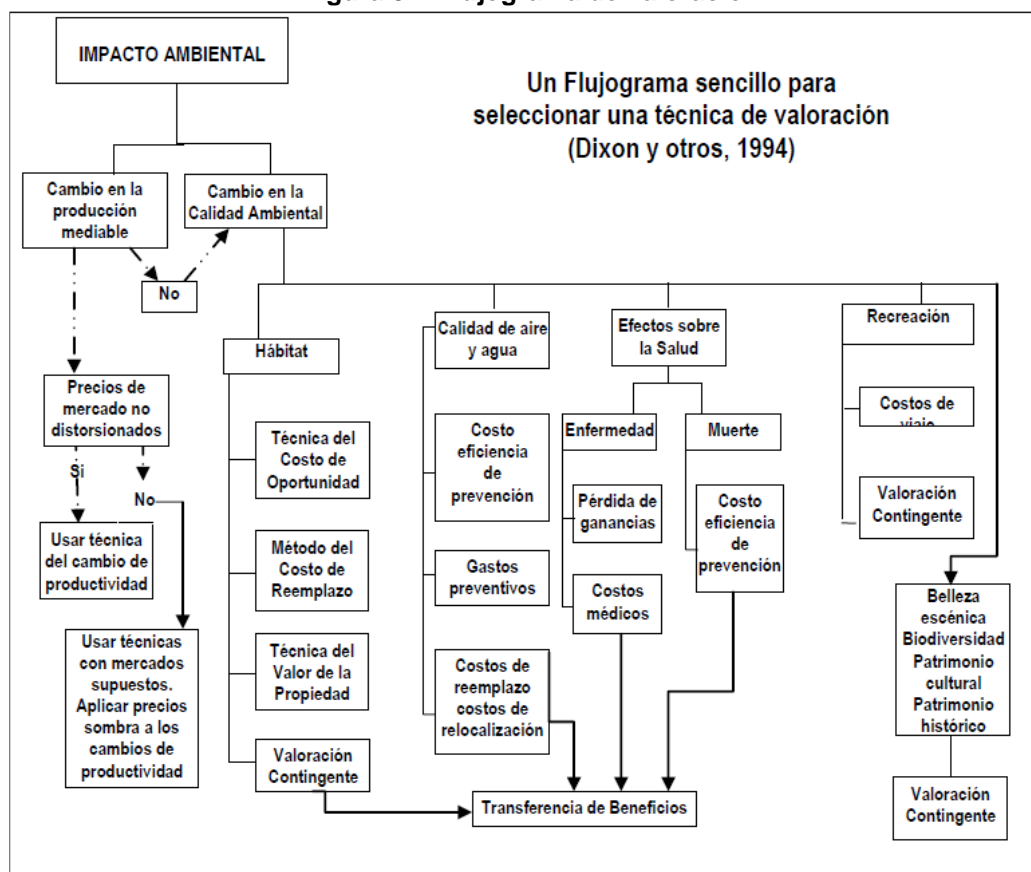 IMPACTO AMBIENTAL
Un Flujograma sencillo para
seleccionar una técnica de valoración
(Dixon y otros, 1994)
Cambio en la
producción
mediable
Cambio en la
Calidad Ambiental
No
Hábitat
Calidad de aire
y agua
Efectos sobre
la Salud
Recreación
Precios de
mercado no
distorsionados
Si
No
Usar técnica
del cambio de
productividad
Usar técnicas
con mercados
supuestos.
Aplicar precios
sombra a los
cambios de
productividad
Técnica del
Costo de
Oportunidad
Método del
Costo de
Reemplazo
Técnica del
Valor de la
Propiedad
Valoración
Contingente
Costo
eficiencia
de
prevención
Gastos
preventivos
Costos de
reemplazo
costos de
relocalización
Enfermedad
Muerte
Pérdida de
ganancias
Costos
médicos
Costo
eficiencia
de
prevención
Costos de
viaje
Valoración
Contingente
Belleza
escénica
Biodiversidad
Patrimonio
cultural
Patrimonio
histórico
Valoración
Contingente
Transferencia de Beneficios